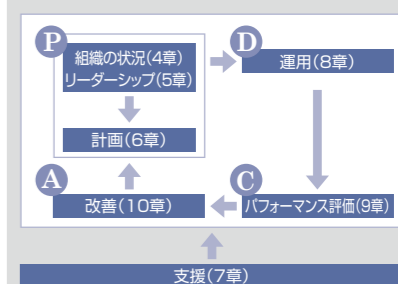 P
組織の状況(4章)
リーダーシップ(5章)
計画(6章)
D
運用(8章)
A
改善(10章)
C
パフォーマンス評価(9章)
支援(7章)